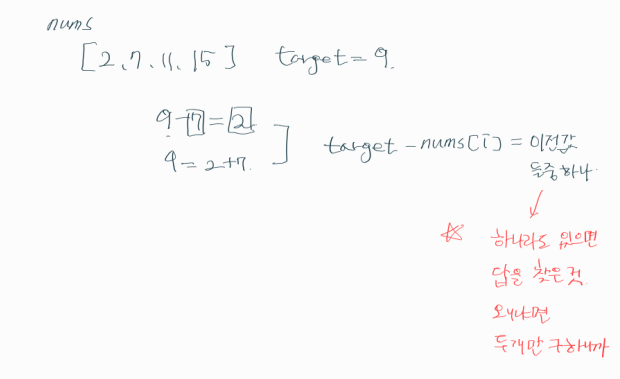 nums
[2, 7, 11, 15] target = 9.
9-7=2
9=2+7.
target - nums[i] = 이전값
들중하나
하나라도 있으면
답을 찾은것.
왜냐면
두개만 구하니까